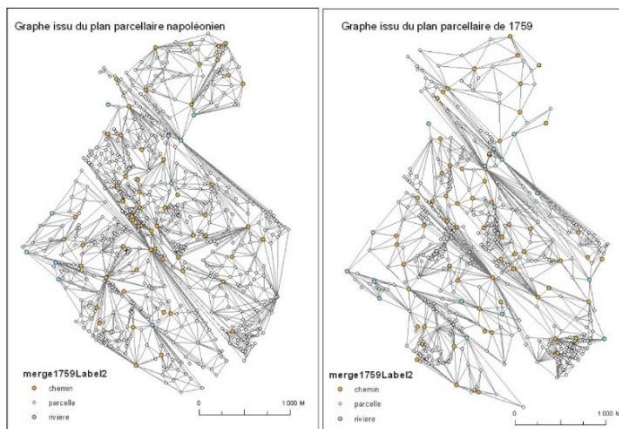 Graphe issu du plan parcellaire napoléonien
merge1759Label2
chemin
parcelle
riviere
0
1 000 M
Graphe issu du plan parcellaire de 1759
merge1759Label2
chemin
parcelle
riviere
0
1 000 M